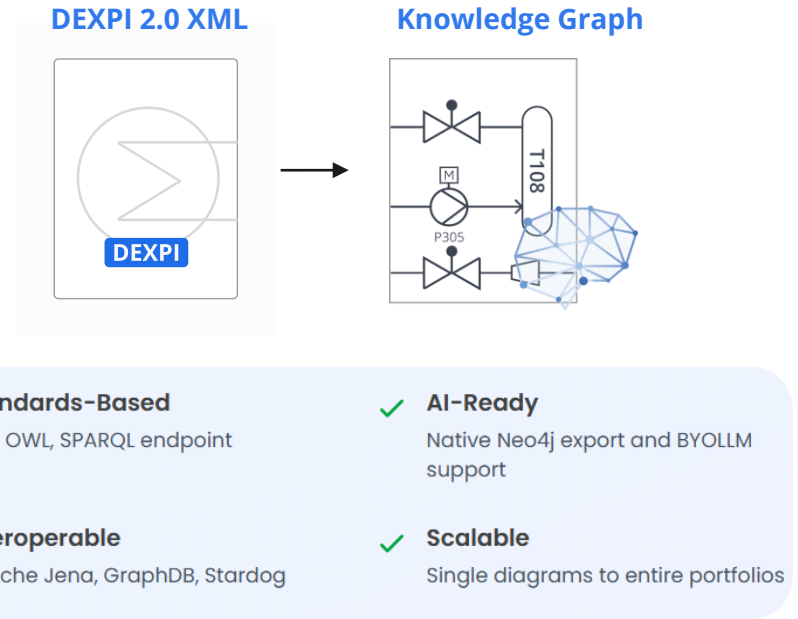 DEXPI 2.0 XML
Knowledge Graph
DEXPI
T108
M
P305
ndards-Based
OWL, SPARQL endpoint
AI-Ready
Native Neo4j export and BYOLLM
support
eroperable
che Jena, GraphDB, Stardog
Scalable
Single diagrams to entire portfolios